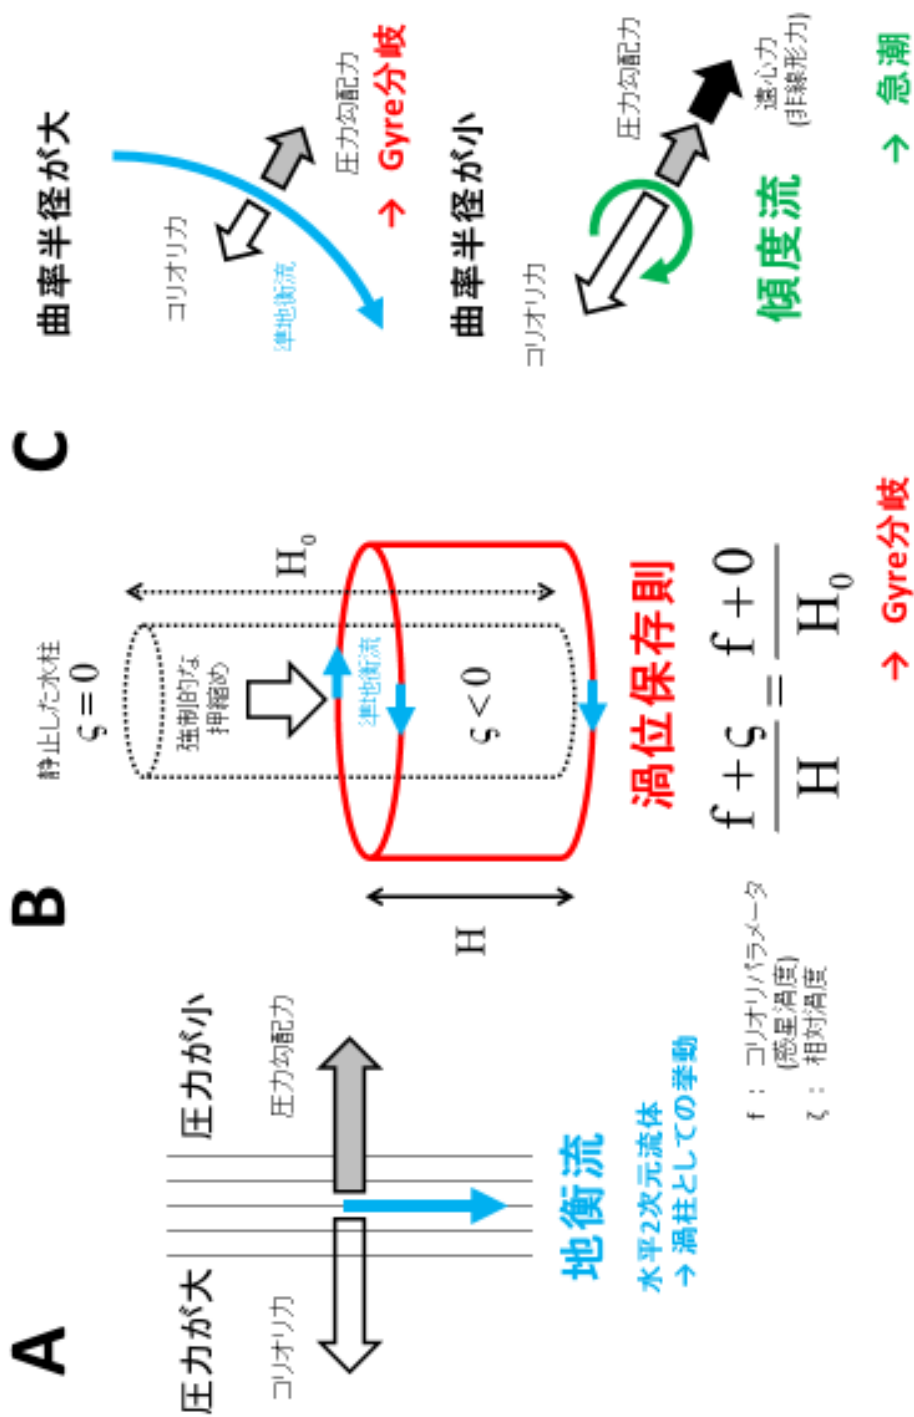 A
圧力が大
圧力が小
コリオリ力
圧力勾配力
地衡流
水平2次元流体
→ 渦柱としての挙動
B
静止した水柱
ς = 0
強制的な
押縮め
H₀
準地衡流
ς < 0
H
渦位保存則
f + ς / H = f + 0 / H₀
f : コリオリパラメータ
(惑星渦度)
ζ : 相対渦度
→ Gyre分岐
C
曲率半径が大
コリオリ力
準地衡流
圧力勾配力
→ Gyre分岐
曲率半径が小
コリオリ力
圧力勾配力
遠心力
(非線形力)
傾度流
→ 急潮